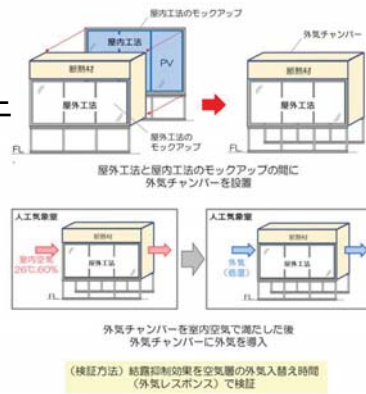 屋内工法のモックアップ
屋内工法
PV
断熱材
屋外工法
屋外工法の
モックアップ
FL
外気チャンバー
断熱材
屋外工法
FL
屋外工法と屋内工法のモックアップの間に
外気チャンバーを設置
人工気象室
断熱材
屋外工法
室内空気
26℃,60%
FL
人工気象室
外気
(低温)
断熱材
屋外工法
FL
外気チャンバーを室内空気で満たした後
外気チャンバーに外気を導入
(検証方法)結露抑制効果を空気層の外気入替え時間
(外気レスポンス)で検証